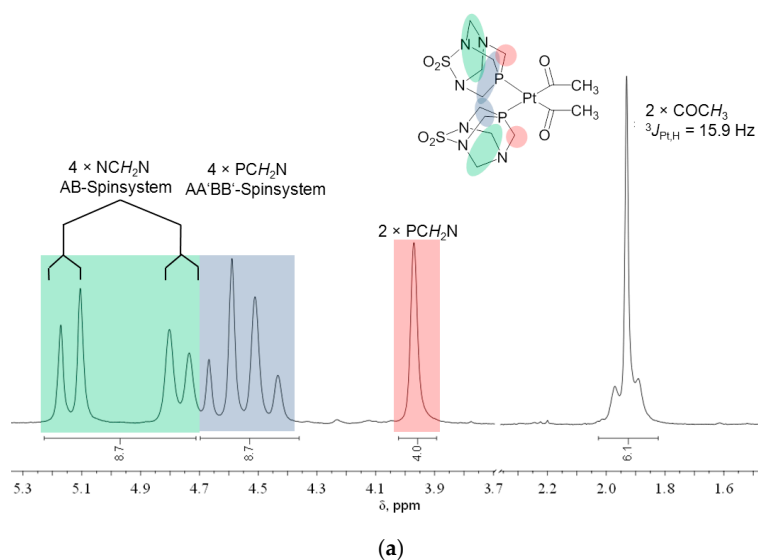 N
N
N
O₂S
P
O
CH₃
Pt
CH₃
O
P
O₂S
N
N
N
2 × COCH₃
³J_Pt,H = 15.9 Hz
4 × NCH₂N
AB-Spinsystem
4 × PCH₂N
AA‘BB‘-Spinsystem
2 × PCH₂N
8.7
8.7
4.0
6.1
5.3 5.1 4.9 4.7 4.5 4.3 4.1 3.9 3.7 2.2 2.0 1.8 1.6
δ, ppm
(a)